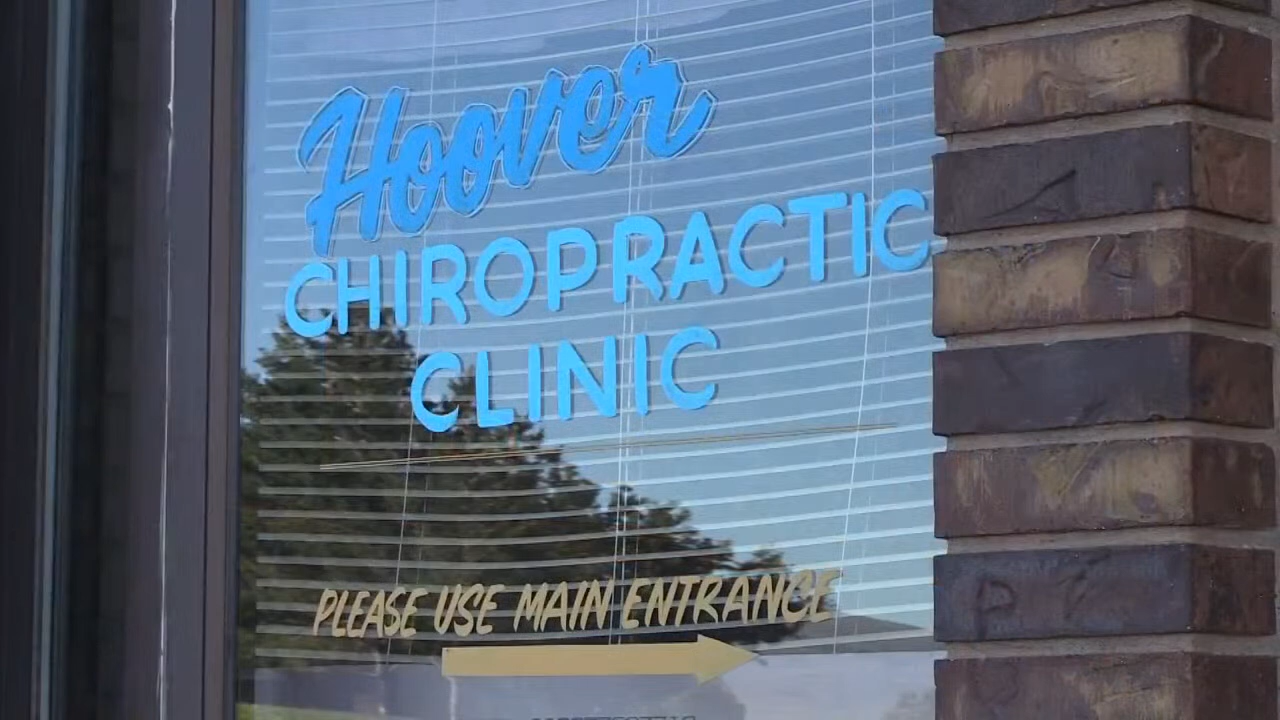 Hoover
CHIROPRACTIC
CLINIC
PLEASE USE MAIN ENTRANCE